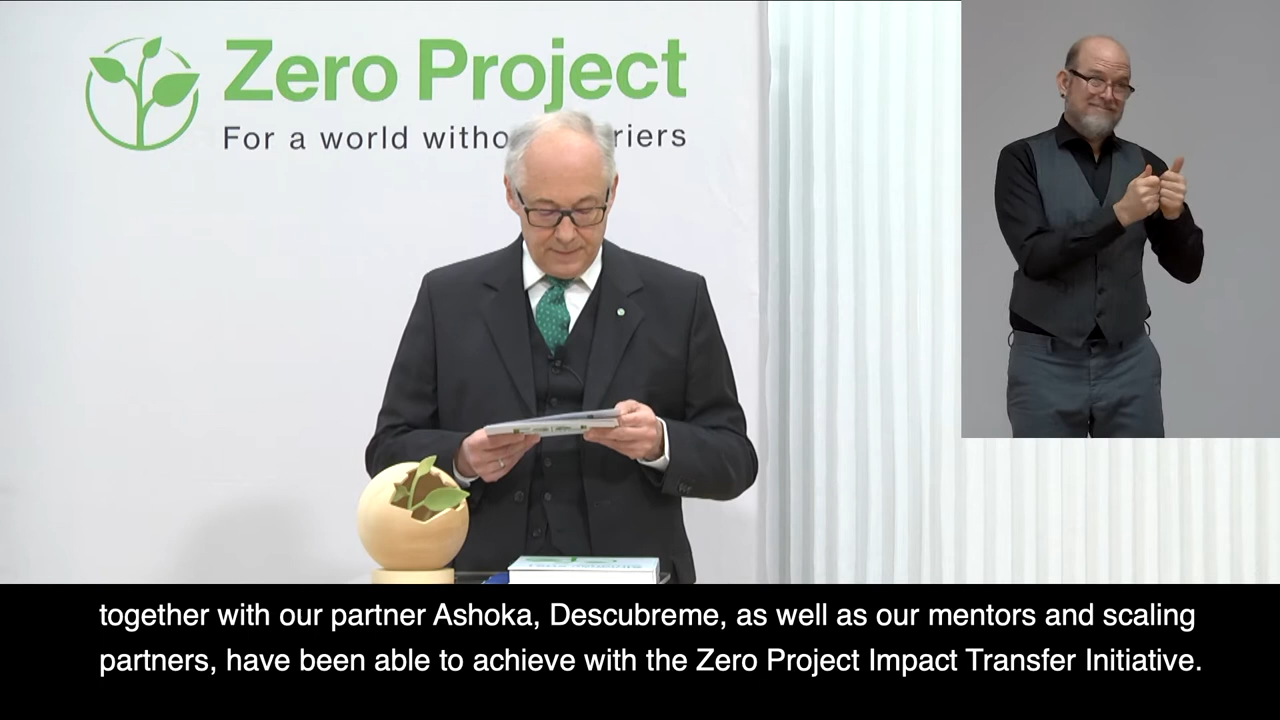 Zero Project
For a world witho riers
together with our partner Ashoka, Descubreme, as well as our mentors and scaling
partners, have been able to achieve with the Zero Project Impact Transfer Initiative.